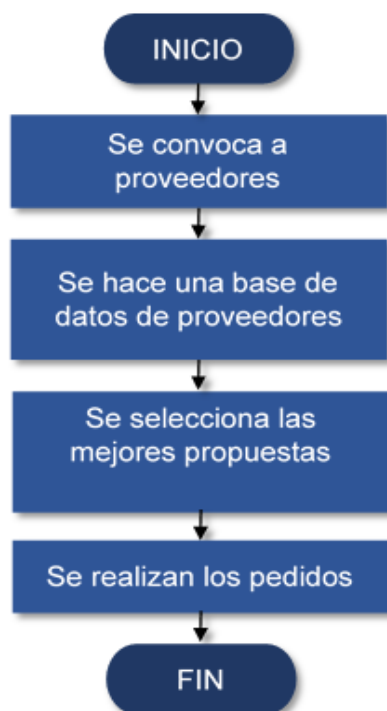 INICIO
Se convoca a
proveedores
Se hace una base de
datos de proveedores
Se selecciona las
mejores propuestas
Se realizan los pedidos
FIN